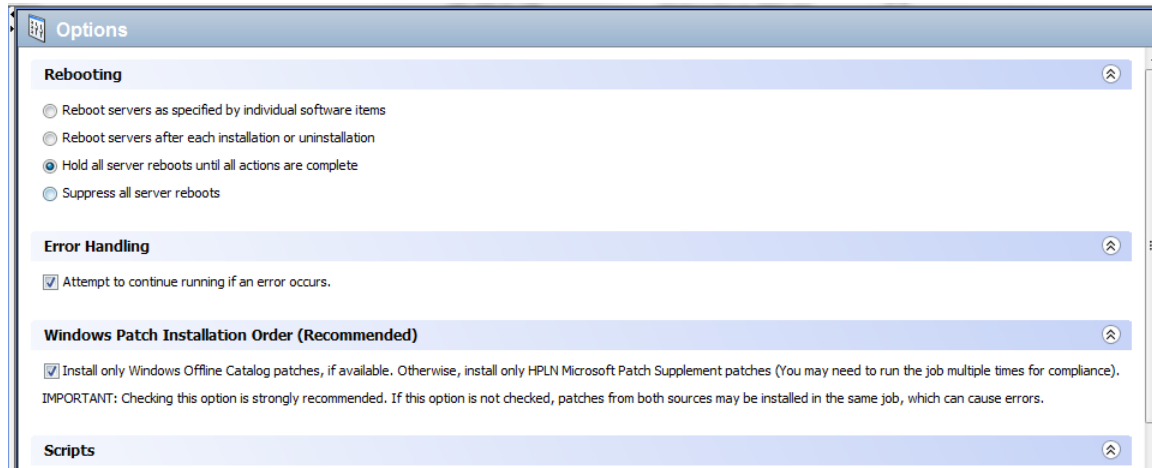 Options
Rebooting
Reboot servers as specified by individual software items
Reboot servers after each installation or uninstallation
Hold all server reboots until all actions are complete
Suppress all server reboots
Error Handling
Attempt to continue running if an error occurs.
Windows Patch Installation Order (Recommended)
Install only Windows Offline Catalog patches, if available. Otherwise, install only HPLN Microsoft Patch Supplement patches (You may need to run the job multiple times for compliance).
IMPORTANT: Checking this option is strongly recommended. If this option is not checked, patches from both sources may be installed in the same job, which can cause errors.
Scripts